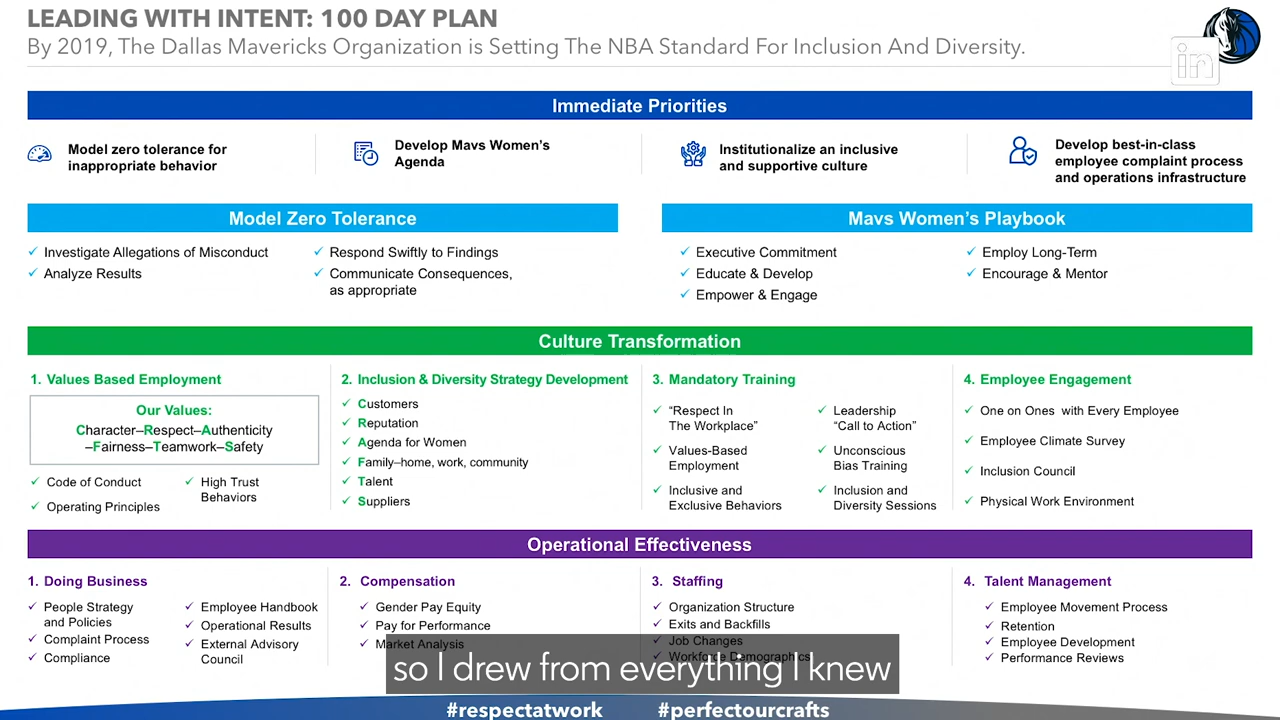 LEADING WITH INTENT: 100 DAY PLAN
By 2019, The Dallas Mavericks Organization is Setting The NBA Standard For Inclusion And Diversity.
in
Immediate Priorities
Model zero tolerance for
inappropriate behavior
Develop Mavs Women's
Agenda
Institutionalize an inclusive
and supportive culture
Develop best-in-class
employee complaint process
and operations infrastructure
Model Zero Tolerance
✓ Investigate Allegations of Misconduct
✓ Analyze Results
✓ Respond Swiftly to Findings
✓ Communicate Consequences,
as appropriate
Mavs Women's Playbook
✓ Executive Commitment
✓ Educate & Develop
✓ Empower & Engage
✓ Employ Long-Term
✓ Encourage & Mentor
Culture Transformation
1. Values Based Employment
Our Values:
Character–Respect–Authenticity
–Fairness–Teamwork–Safety
✓ Code of Conduct
✓ Operating Principles
✓ High Trust
Behaviors
2. Inclusion & Diversity Strategy Development
✓ Customers
✓ Reputation
✓ Agenda for Women
✓ Family–home, work, community
✓ Talent
✓ Suppliers
3. Mandatory Training
✓ "Respect In
The Workplace"
✓ Values-Based
Employment
✓ Inclusive and
Exclusive Behaviors
✓ Leadership
"Call to Action"
✓ Unconscious
Bias Training
✓ Inclusion and
Diversity Sessions
4. Employee Engagement
✓ One on Ones with Every Employee
✓ Employee Climate Survey
✓ Inclusion Council
✓ Physical Work Environment
Operational Effectiveness
1. Doing Business
✓ People Strategy
and Policies
✓ Complaint Process
✓ Compliance
✓ Employee Handbook
✓ Operational Results
✓ External Advisory
Council
2. Compensation
✓ Gender Pay Equity
✓ Pay for Performance
✓ Market Analysis
3. Staffing
✓ Organization Structure
✓ Exits and Backfills
✓ Job Changes
✓ Workforce Demographics
4. Talent Management
✓ Employee Movement Process
✓ Retention
✓ Employee Development
✓ Performance Reviews
so I drew from everything I knew
#respectatwork #perfectourcrafts